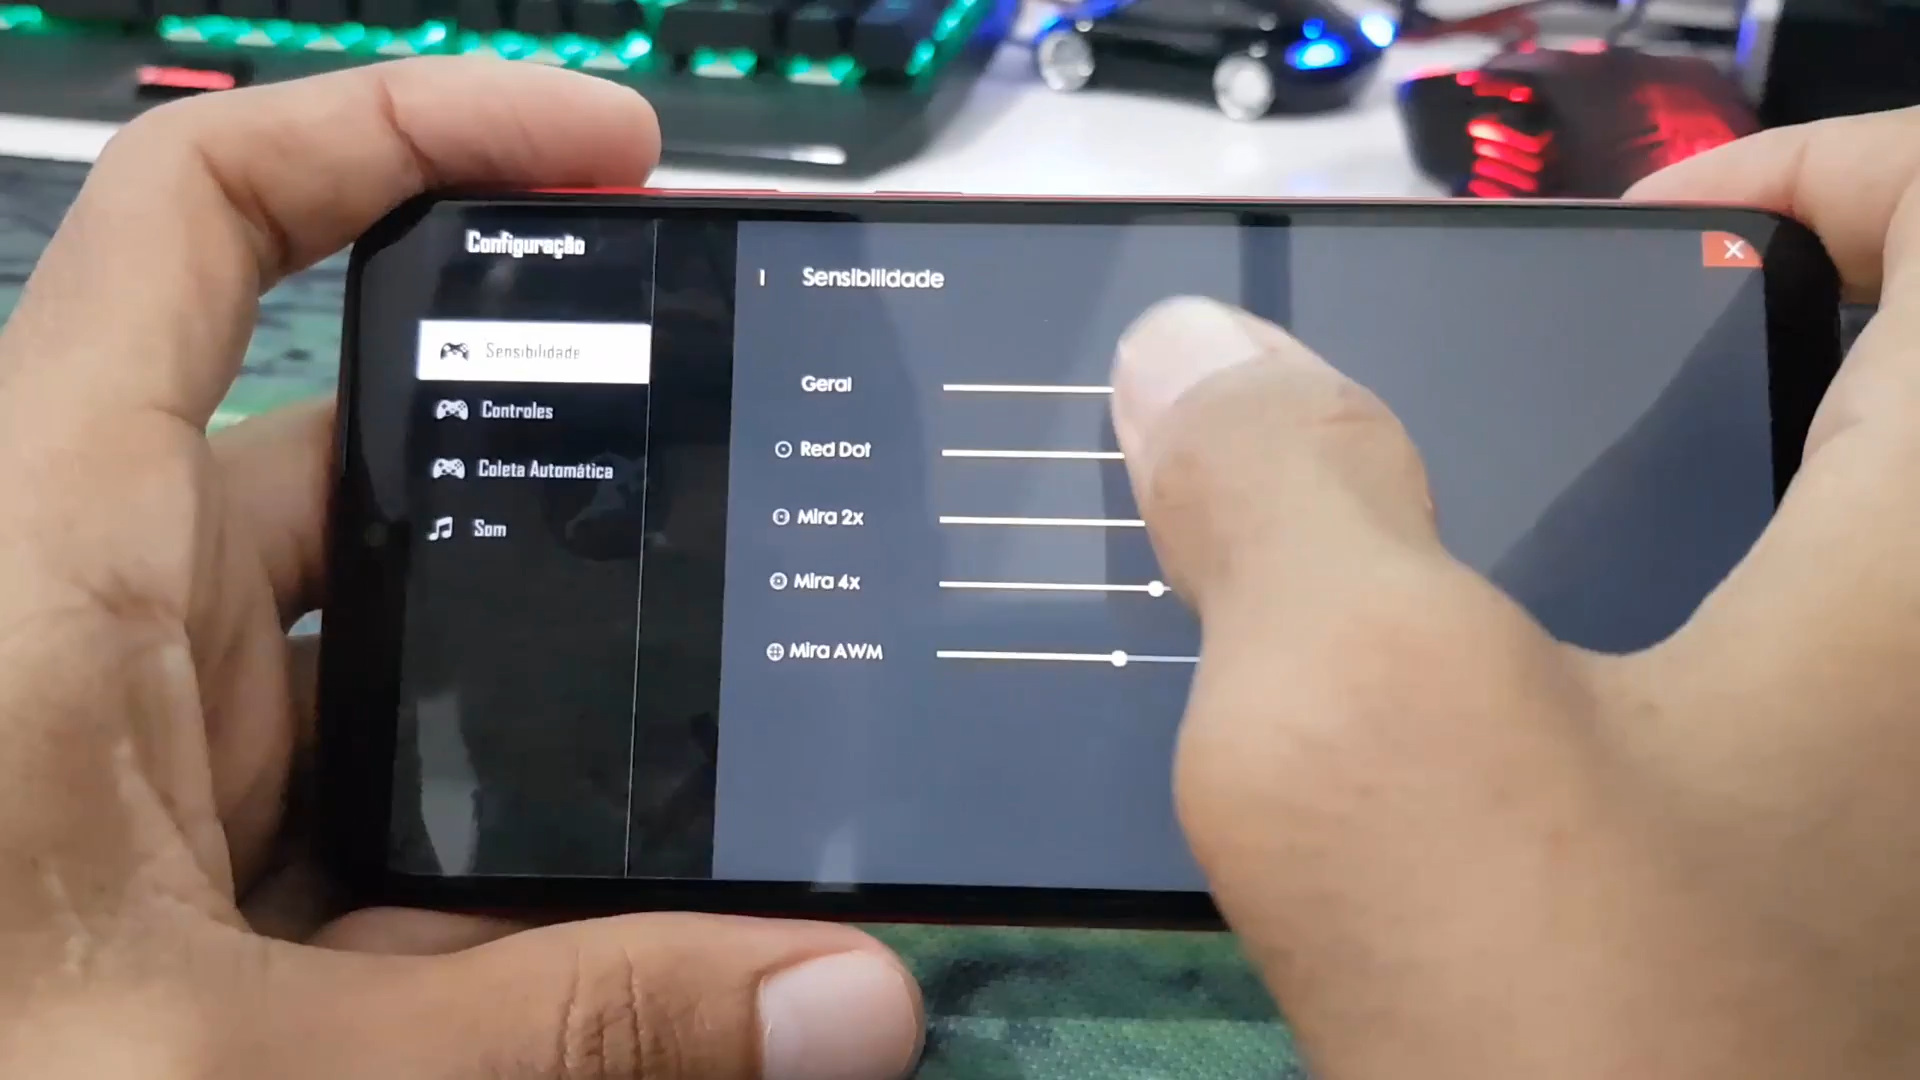 Configuração
Sensibilidade
Controles
Coleta Automática
Som
Sensibilidade
Geral
Red Dot
Mira 2x
Mira 4x
Mira AWM
X